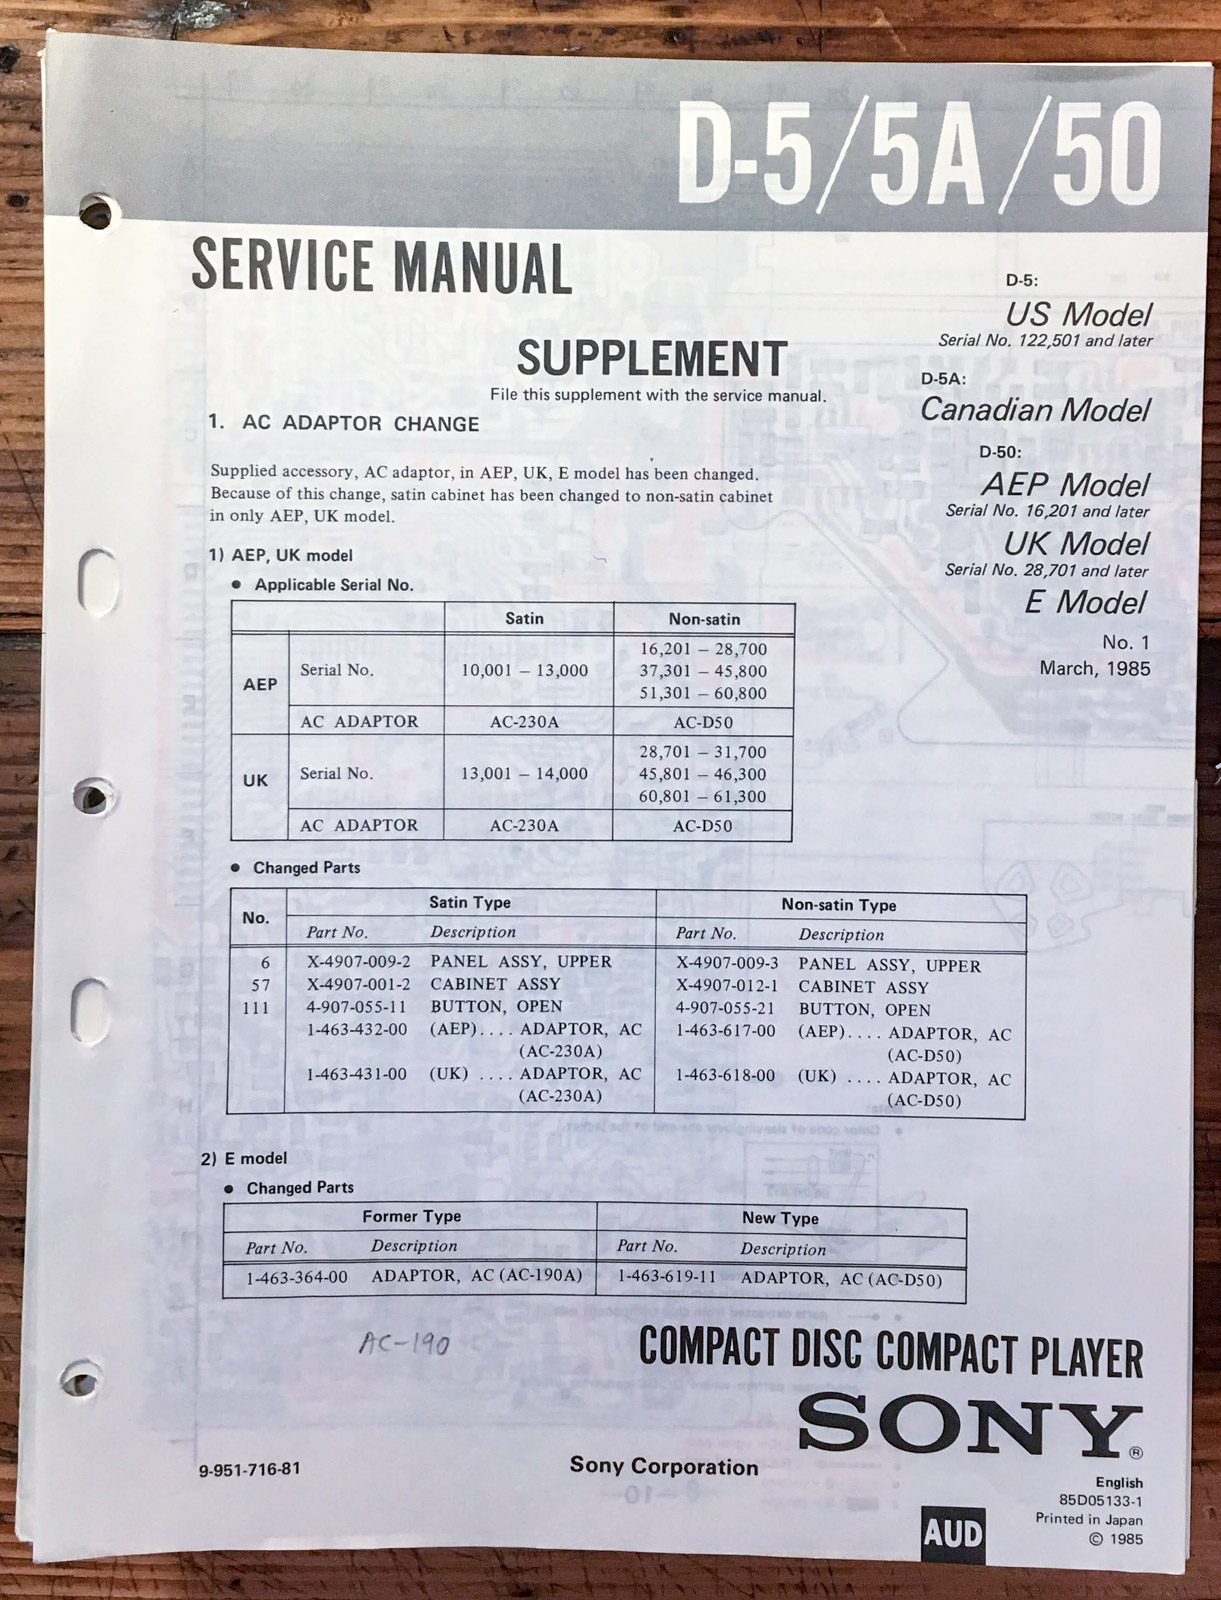 D-5/5A/50
SERVICE MANUAL
D-5:
US Model
Serial No. 122,501 and later
D-5A:
Canadian Model
D-50:
AEP Model
Serial No. 16,201 and later
UK Model
Serial No. 28,701 and later
E Model
No. 1
March, 1985
SUPPLEMENT
File this supplement with the service manual.
1. AC ADAPTOR CHANGE
Supplied accessory, AC adaptor, in AEP, UK, E model has been changed.
Because of this change, satin cabinet has been changed to non-satin cabinet
in only AEP, UK model.
1) AEP, UK model
● Applicable Serial No.
Satin Non-satin
AEP Serial No. 10,001 – 13,000 16,201 – 28,700
37,301 – 45,800
51,301 – 60,800
AC ADAPTOR AC-230A AC-D50
UK Serial No. 13,001 – 14,000 28,701 – 31,700
45,801 – 46,300
60,801 – 61,300
AC ADAPTOR AC-230A AC-D50
● Changed Parts
No. Satin Type Non-satin Type
Part No. Description Part No. Description
6 X-4907-009-2 PANEL ASSY, UPPER X-4907-009-3 PANEL ASSY, UPPER
57 X-4907-001-2 CABINET ASSY X-4907-012-1 CABINET ASSY
111 4-907-055-11 BUTTON, OPEN 4-907-055-21 BUTTON, OPEN
1-463-432-00 (AEP).... ADAPTOR, AC 1-463-617-00 (AEP).... ADAPTOR, AC
(AC-230A) (AC-D50)
1-463-431-00 (UK) .... ADAPTOR, AC 1-463-618-00 (UK) .... ADAPTOR, AC
(AC-230A) (AC-D50)
2) E model
● Changed Parts
Former Type New Type
Part No. Description Part No. Description
1-463-364-00 ADAPTOR, AC (AC-190A) 1-463-619-11 ADAPTOR, AC (AC-D50)
AC-190
COMPACT DISC COMPACT PLAYER
SONY®
9-951-716-81
Sony Corporation
English
85D05133-1
Printed in Japan
© 1985
AUD